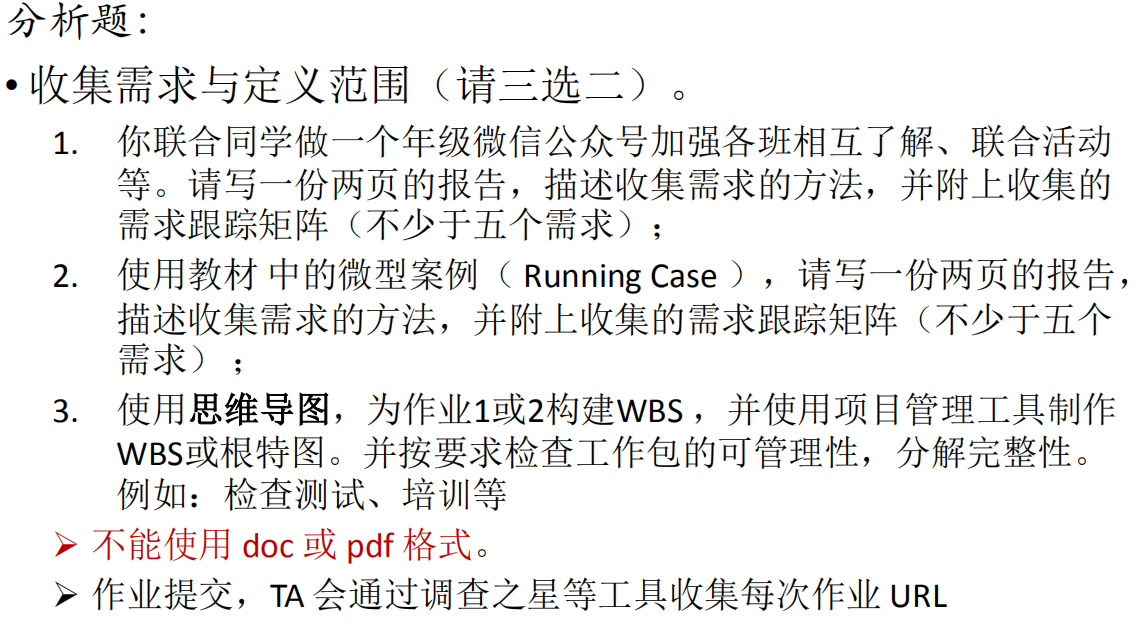 分析题：
• 收集需求与定义范围（请三选二）。
1. 你联合同学做一个年级微信公众号加强各班相互了解、联合活动
等。请写一份两页的报告，描述收集需求的方法，并附上收集的
需求跟踪矩阵（不少于五个需求）；
2. 使用教材 中的微型案例（ Running Case ），请写一份两页的报告，
描述收集需求的方法，并附上收集的需求跟踪矩阵（不少于五个
需求）；
3. 使用思维导图，为作业1或2构建WBS ，并使用项目管理工具制作
WBS或根特图。并按要求检查工作包的可管理性，分解完整性。
例如：检查测试、培训等
➢ 不能使用 doc 或 pdf 格式。
➢ 作业提交，TA 会通过调查之星等工具收集每次作业 URL